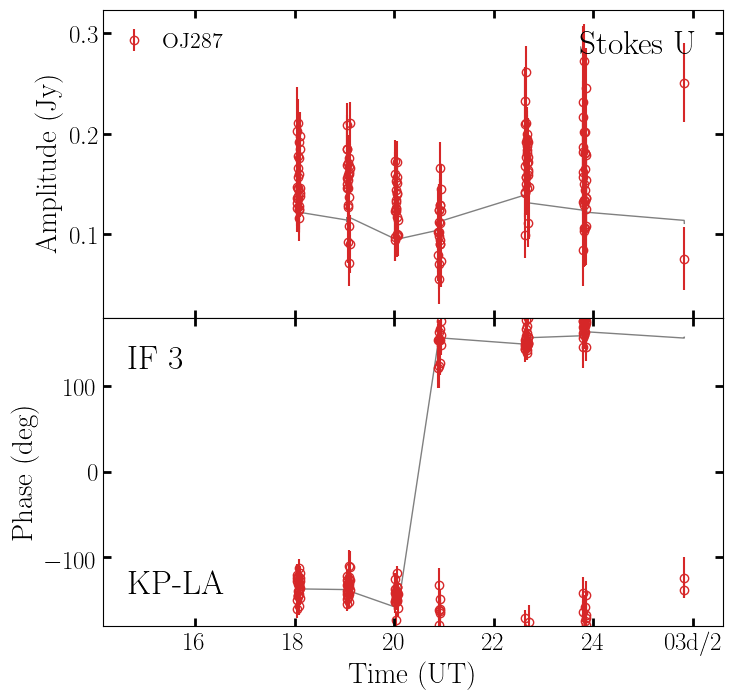 OJ287
Stokes U
0.3
0.2
0.1
Amplitude (Jy)
IF 3
100
0
−100
Phase (deg)
KP-LA
16
18
20
22
24
03d/2
Time (UT)